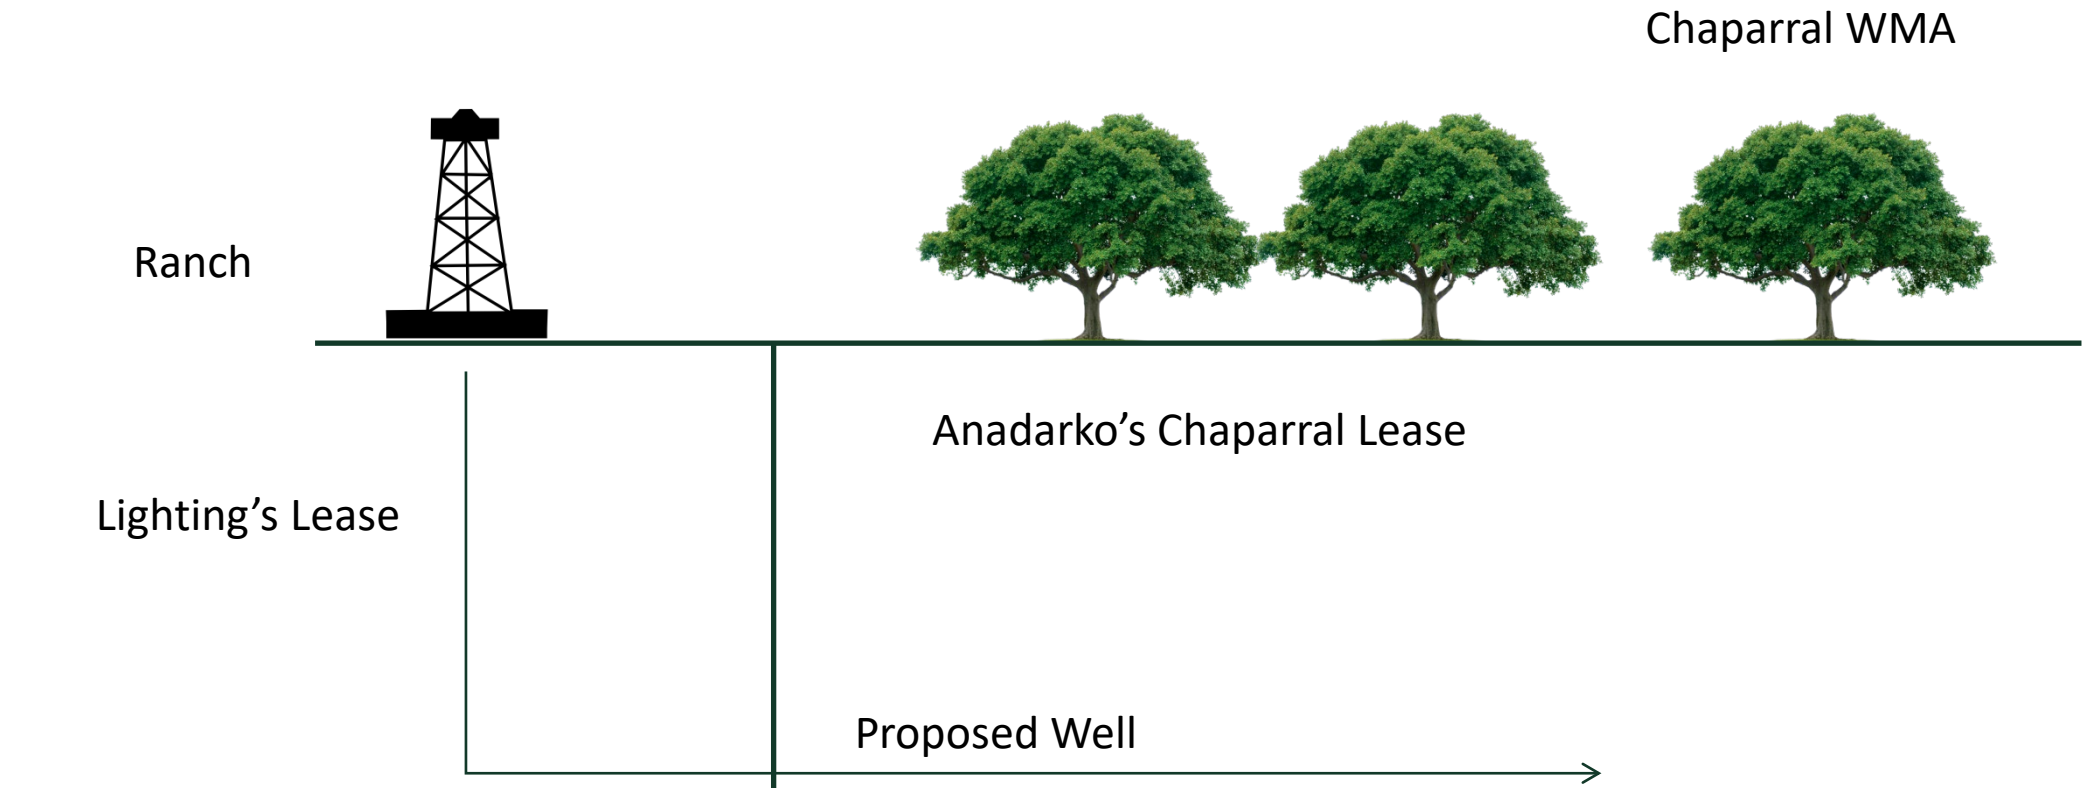 Chaparral WMA
Ranch
Anadarko’s Chaparral Lease
Lighting’s Lease
Proposed Well